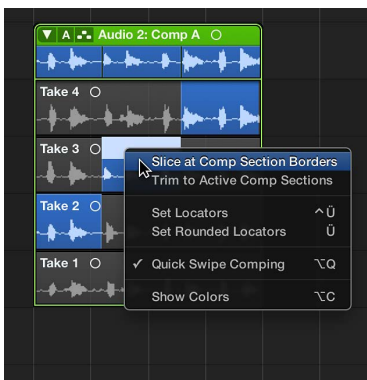 A Audio 2: Comp A
Take 4
Take 3
Slice at Comp Section Borders
Trim to Active Comp Sections
Set Locators ^Ü
Set Rounded Locators Ü
Take 2
✓ Quick Swipe Comping ⌥Q
Take 1
Show Colors ⌥C